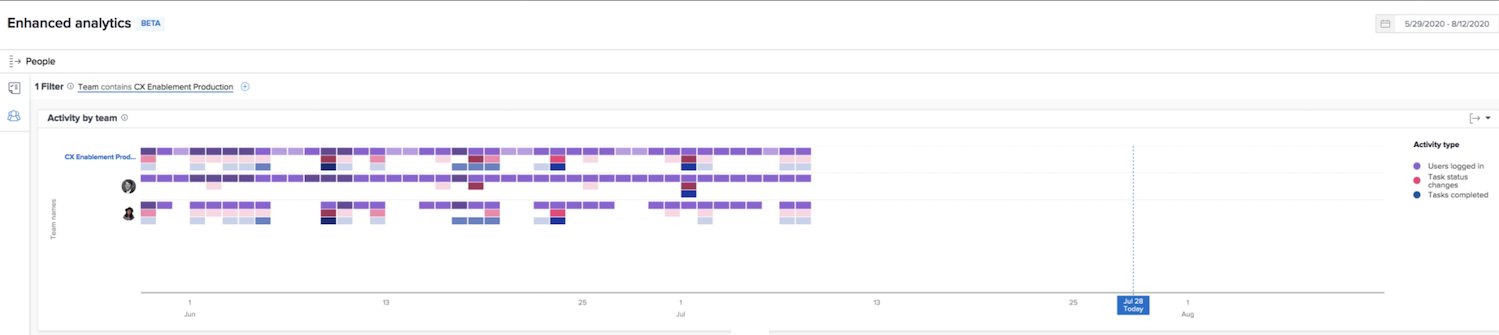 Enhanced analytics BETA
5/29/2020 - 8/12/2020
People
1 Filter Team contains CX Enablement Production
Activity by team
CX Enablement Prod...
Team names
Activity type
Users logged in
Task status
changes
Tasks completed
1 13 25 1 13 25 1
Jun Jul Aug
Jul 28
Today